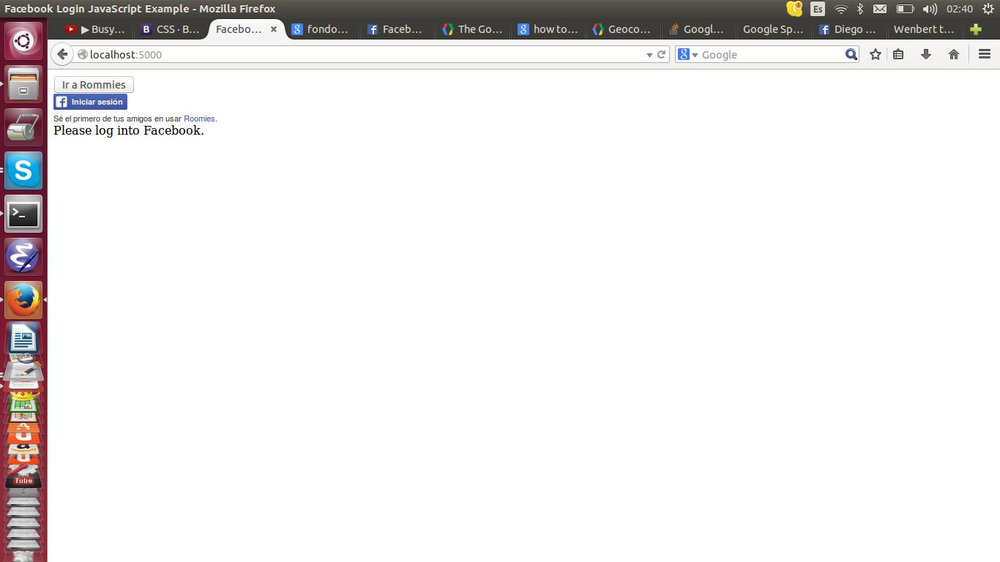 Facebook Login JavaScript Example - Mozilla Firefox
Es
02:40
▶ Busy...
B CSS · B...
Facebo...
fondo...
Faceb...
The Go...
how to...
Geoco...
Googl...
Google Sp...
Diego ...
Wenbert t...
localhost:5000
Google
Ir a Rommies
Iniciar sesión
Sé el primero de tus amigos en usar Roomies.
Please log into Facebook.
S
>_
a
Tube